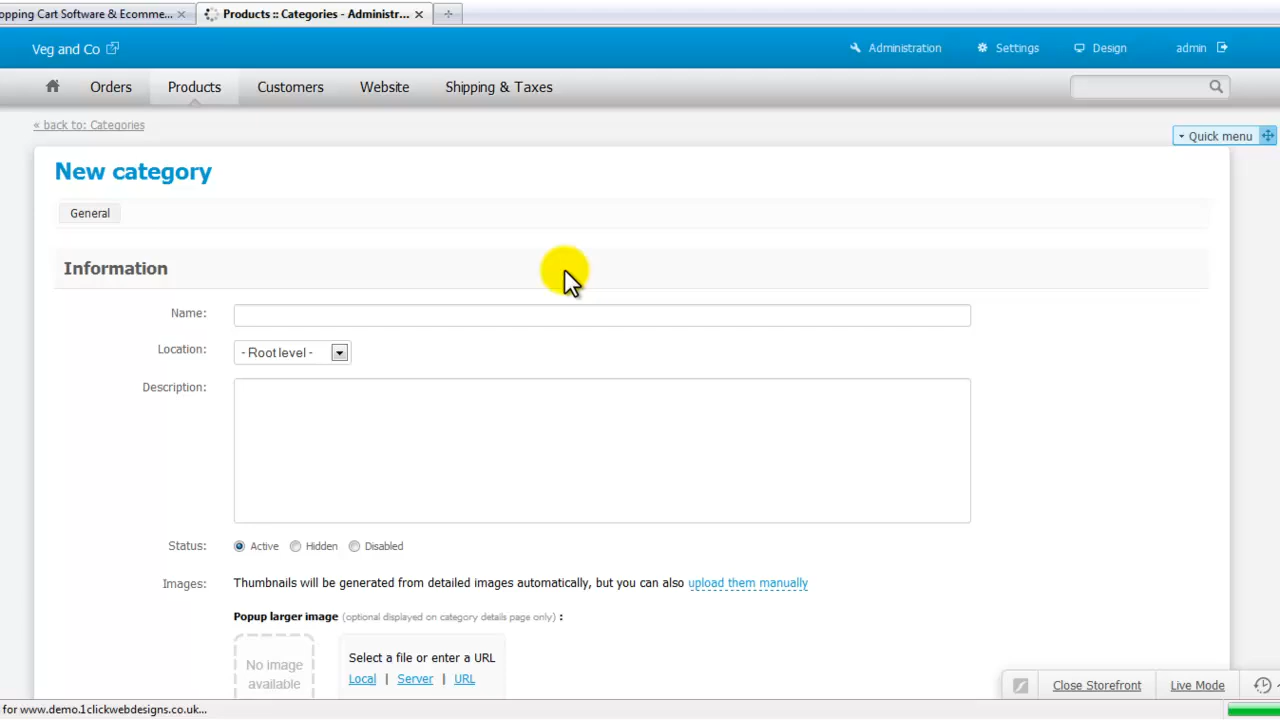 opping Cart Software & Ecomme...
Products :: Categories - Administr...
Veg and Co
Administration
Settings
Design
admin
Orders
Products
Customers
Website
Shipping & Taxes
« back to: Categories
Quick menu
New category
General
Information
Name:
Location:
- Root level -
Description:
Status:
Active
Hidden
Disabled
Images:
Thumbnails will be generated from detailed images automatically, but you can also upload them manually
Popup larger image (optional displayed on category details page only) :
No image
available
Select a file or enter a URL
Local | Server | URL
Close Storefront
Live Mode
for www.demo.1clickwebdesigns.co.uk...